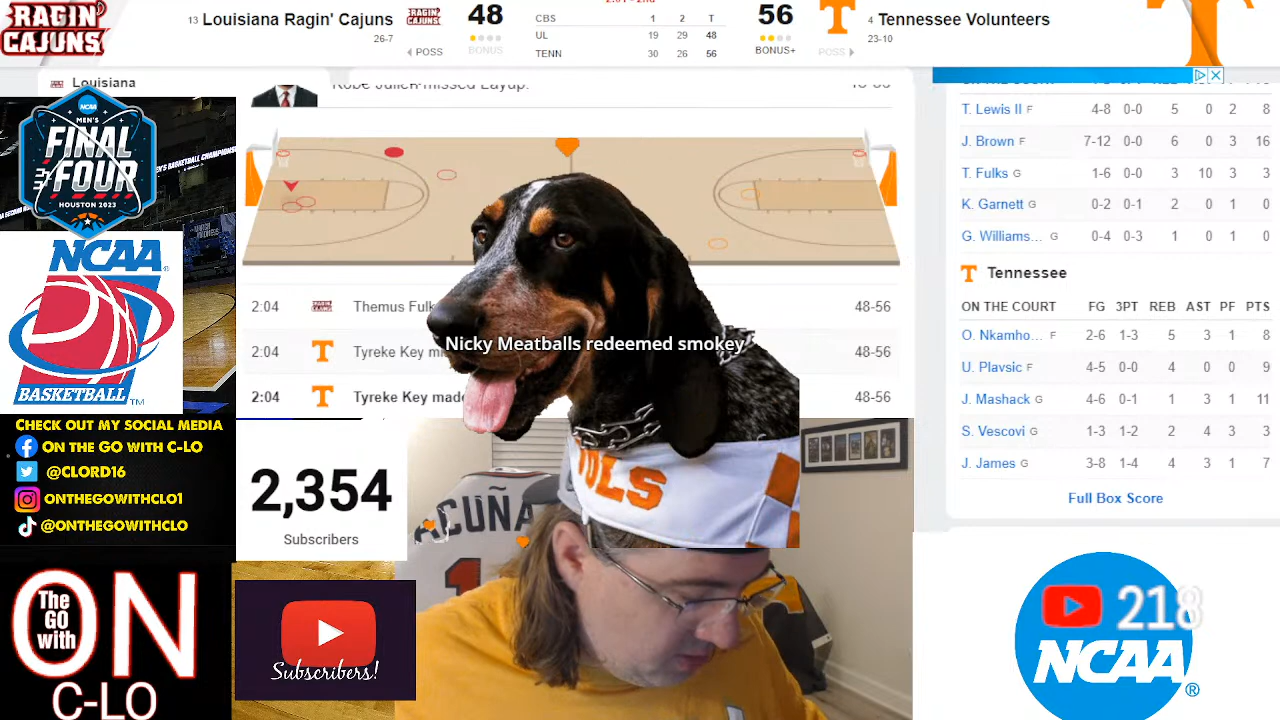 RAGIN'
CAJUNS
13 Louisiana Ragin' Cajuns
26-7
RAGIN'
CAJUNS
POSS
48
BONUS
CBS 1 2 T
UL 19 29 48
TENN 30 26 56
56
BONUS+
T
POSS
4 Tennessee Volunteers
23-10
T
Louisiana
Kobe Julien missed Layup.
NCAA
MEN'S
FINAL
FOUR
HOUSTON 2023
NCAA
BASKETBALL
TM
2:04 Themus Fulk 48-56
2:04 T Tyreke Key mi 48-56
2:04 T Tyreke Key made 48-56
Nicky Meatballs redeemed smokey
VOLS
ACUÑA
1
T. Lewis II F 4-8 0-0 5 0 2 8
J. Brown F 7-12 0-0 6 0 3 16
T. Fulks G 1-6 0-0 3 10 3 3
K. Garnett G 0-2 0-1 2 0 1 0
G. Williams... G 0-4 0-3 1 0 1 0
T Tennessee
ON THE COURT FG 3PT REB AST PF PTS
O. Nkamho... F 2-6 1-3 5 3 1 8
U. Plavsic F 4-5 0-0 4 0 0 9
J. Mashack G 4-6 0-1 1 3 1 11
S. Vescovi G 1-3 1-2 2 4 3 3
J. James G 3-8 1-4 4 3 1 7
Full Box Score
CHECK OUT MY SOCIAL MEDIA
ON THE GO WITH C-LO
@CLORD16
ONTHEGOWITHCLO1
@ONTHEGOWITHCLO
2,354
Subscribers
The
GO
with
ON
C-LO
Subscribers!
218
NCAA
®